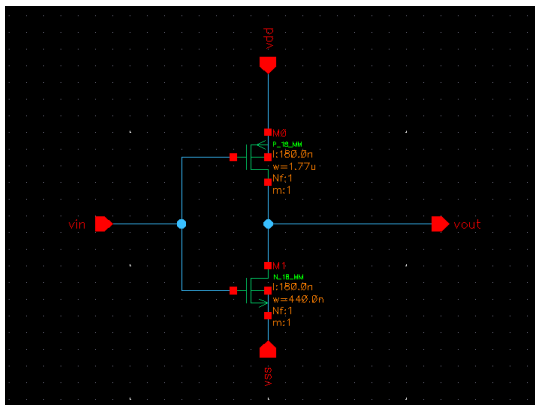 vdd
M0
P_18_MM
l:180.0n
w=1.77u
Nf:1
m:1
vin
vout
M1
N_18_MM
l:180.0n
w=440.0n
Nf:1
m:1
vss